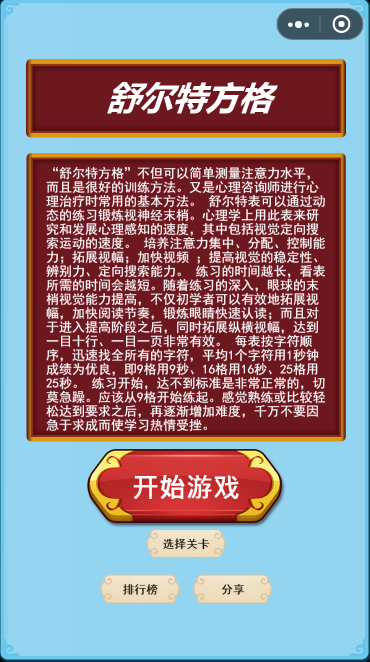 舒尔特方格
“舒尔特方格”不但可以简单测量注意力水平，
而且是很好的训练方法。又是心理咨询师进行心
理治疗时常用的基本方法。 舒尔特表可以通过动
态的练习锻炼视神经末梢。心理学上用此表来研
究和发展心理感知的速度，其中包括视觉定向搜
索运动的速度。 培养注意力集中、分配、控制能
力；拓展视幅；加快视频 ；提高视觉的稳定性、
辨别力、定向搜索能力。 练习的时间越长，看表
所需的时间会越短。随着练习的深入，眼球的末
梢视觉能力提高，不仅初学者可以有效地拓展视
幅，加快阅读节奏，锻炼眼睛快速认读；而且对
于进入提高阶段之后，同时拓展纵横视幅，达到
一目十行、一目一页非常有效。 每表按字符顺
序，迅速找全所有的字符，平均1个字符用1秒钟
成绩为优良，即9格用9秒、16格用16秒、25格用
25秒。 练习开始，达不到标准是非常正常的，切
莫急躁。应该从9格开始练起。感觉熟练或比较轻
松达到要求之后，再逐渐增加难度，千万不要因
急于求成而使学习热情受挫。
开始游戏
选择关卡
排行榜
分享